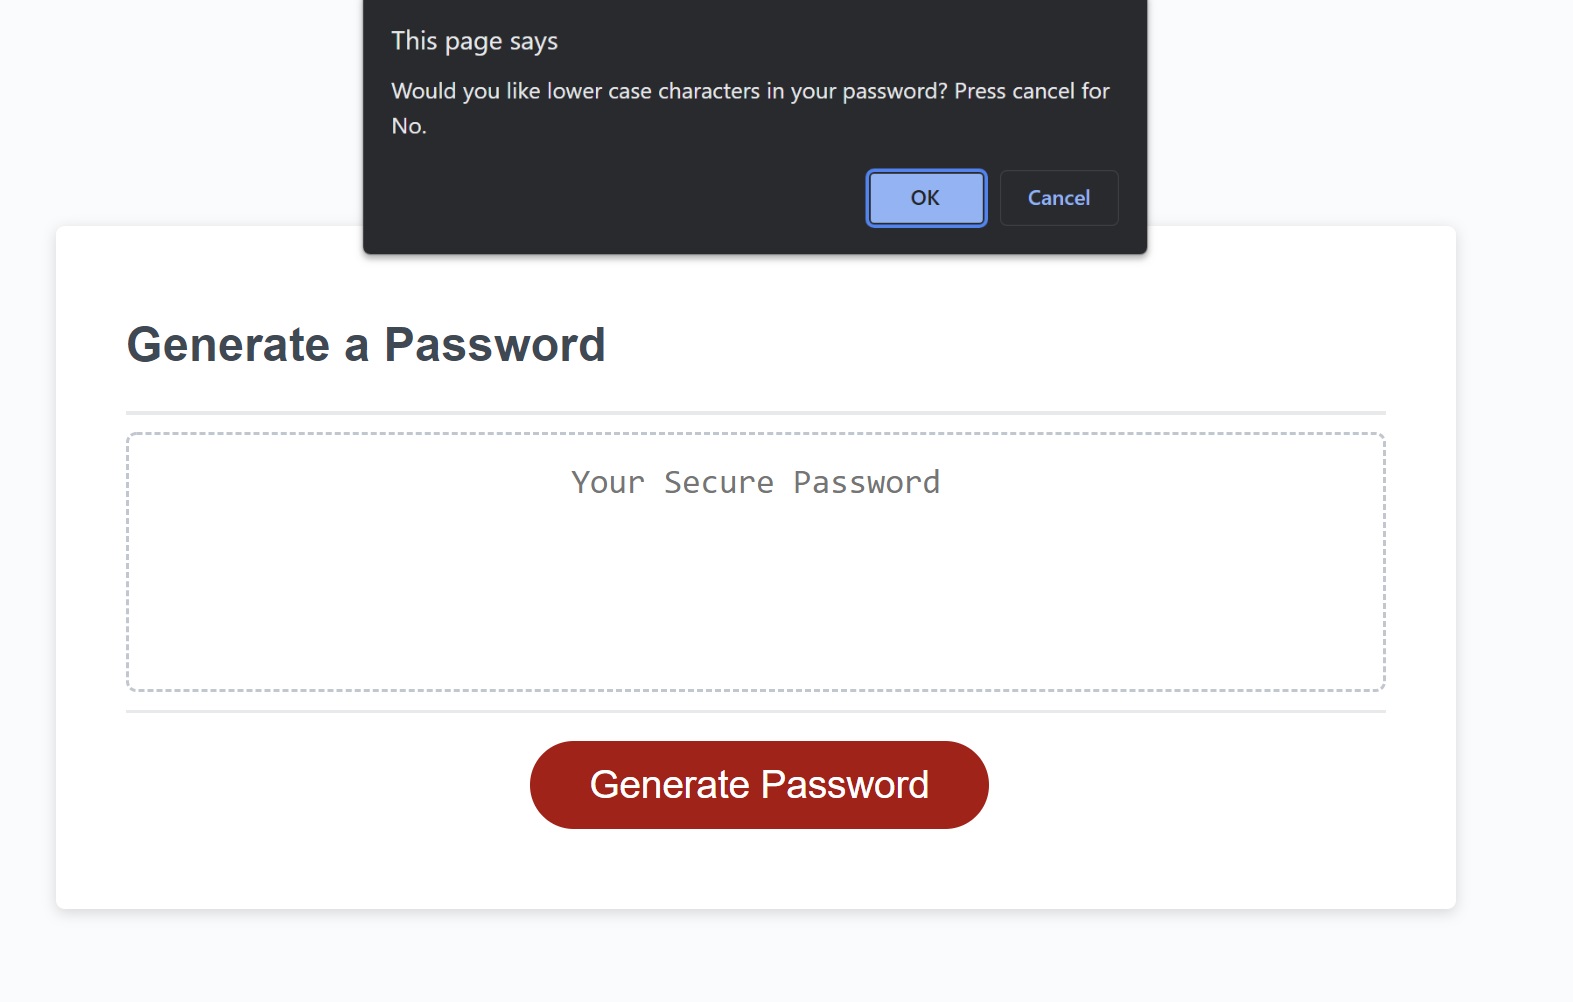 This page says
Would you like lower case characters in your password? Press cancel for
No.
OK
Cancel
Generate a Password
Your Secure Password
Generate Password